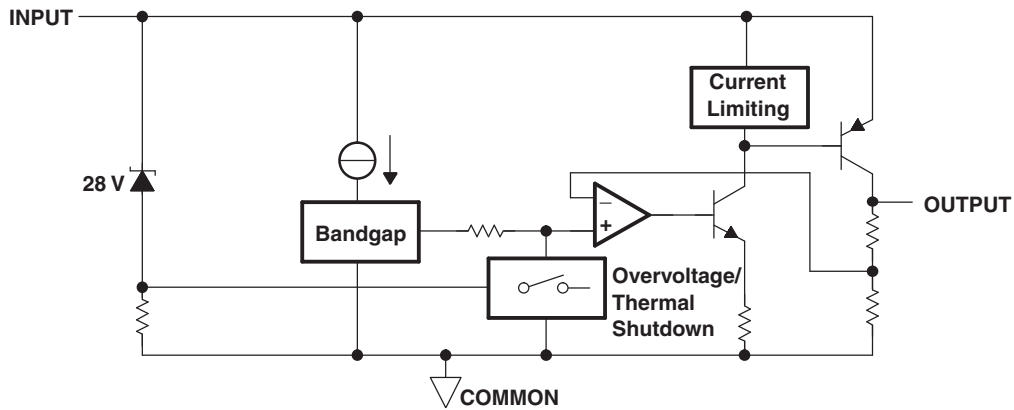 INPUT
Current
Limiting
28 V
–
+
Bandgap
OUTPUT
Overvoltage/
Thermal
Shutdown
COMMON